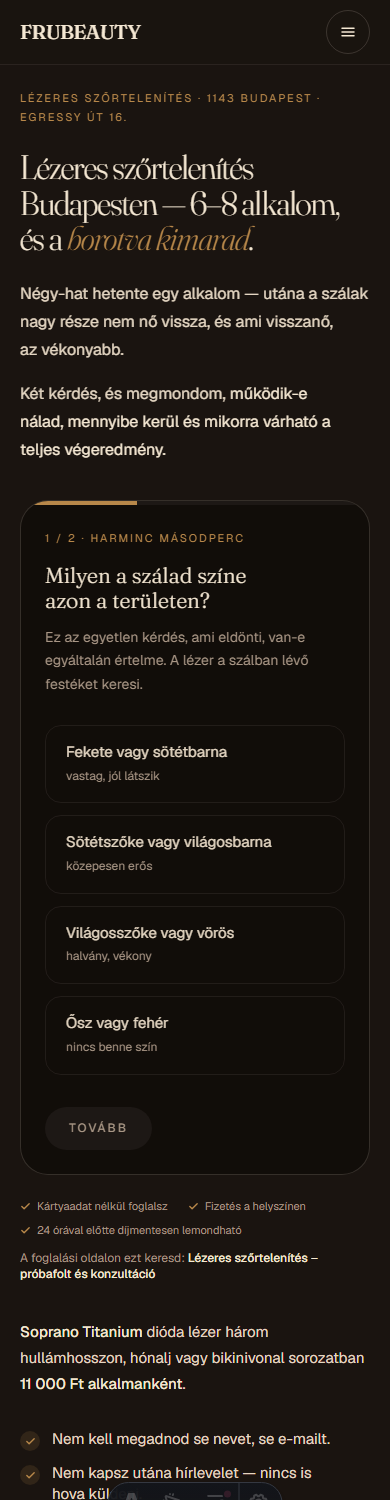 FRUBEAUTY
LÉZERES SZŐRTELENÍTÉS · 1143 BUDAPEST ·
EGRESSY ÚT 16.
Lézeres szőrtelenítés
Budapesten — 6–8 alkalom,
és a borotva kimarad.
Négy-hat hetente egy alkalom — utána a szálak
nagy része nem nő vissza, és ami visszanő,
az vékonyabb.
Két kérdés, és megmondom, működik-e
nálad, mennyibe kerül és mikorra várható a
teljes végeredmény.
1 / 2 · HARMINC MÁSODPERC
Milyen a szálad színe
azon a területen?
Ez az egyetlen kérdés, ami eldönti, van-e
egyáltalán értelme. A lézer a szálban lévő
festéket keresi.
Fekete vagy sötétbarna
vastag, jól látszik
Sötétszőke vagy világosbarna
közepesen erős
Világosszőke vagy vörös
halvány, vékony
Ősz vagy fehér
nincs benne szín
TOVÁBB
Kártyaadat nélkül foglalsz
Fizetés a helyszínen
24 órával előtte díjmentesen lemondható
A foglalási oldalon ezt keresd: Lézeres szőrtelenítés –
próbafolt és konzultáció
Soprano Titanium dióda lézer három
hullámhosszon, hónalj vagy bikinivonal sorozatban
11 000 Ft alkalmanként.
Nem kell megadnod se nevet, se e-mailt.
Nem kapsz utána hírlevelet — nincs is
hova